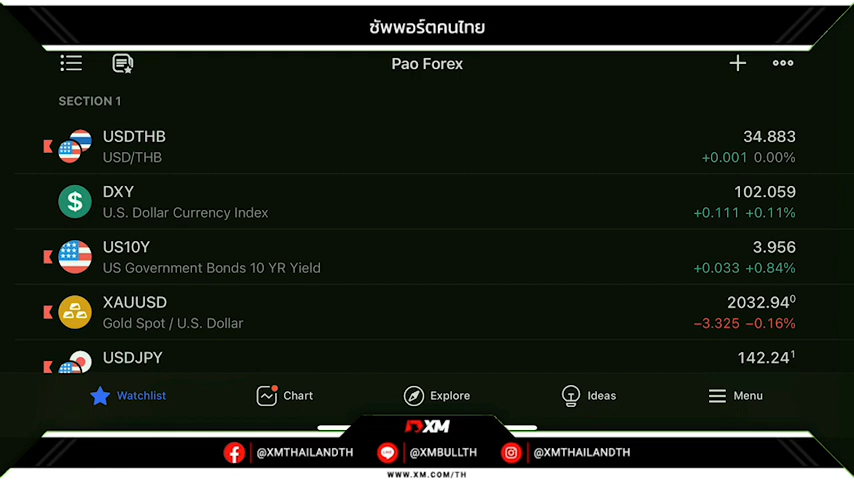 ซัพพอร์ตคนไทย
Pao Forex
SECTION 1
USDTHB 34.883
USD/THB +0.001 0.00%
DXY 102.059
U.S. Dollar Currency Index +0.111 +0.11%
US10Y 3.956
US Government Bonds 10 YR Yield +0.033 +0.84%
XAUUSD 2032.94⁰
Gold Spot / U.S. Dollar −3.325 −0.16%
USDJPY 142.24¹
Watchlist Chart Explore Ideas Menu
XM
@XMTHAILANDTH @XMBULLTH @XMTHAILANDTH
WWW.XM.COM/TH